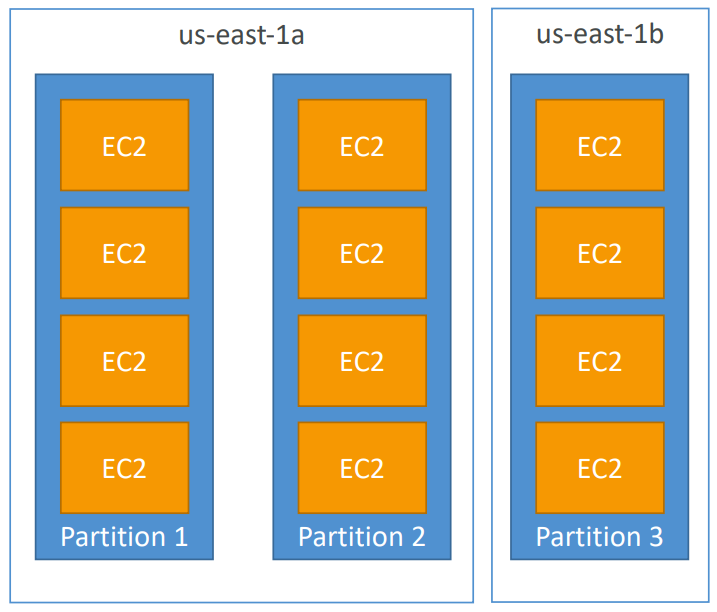 us-east-1a
us-east-1b
EC2
EC2
EC2
EC2
Partition 1
EC2
EC2
EC2
EC2
Partition 2
EC2
EC2
EC2
EC2
Partition 3